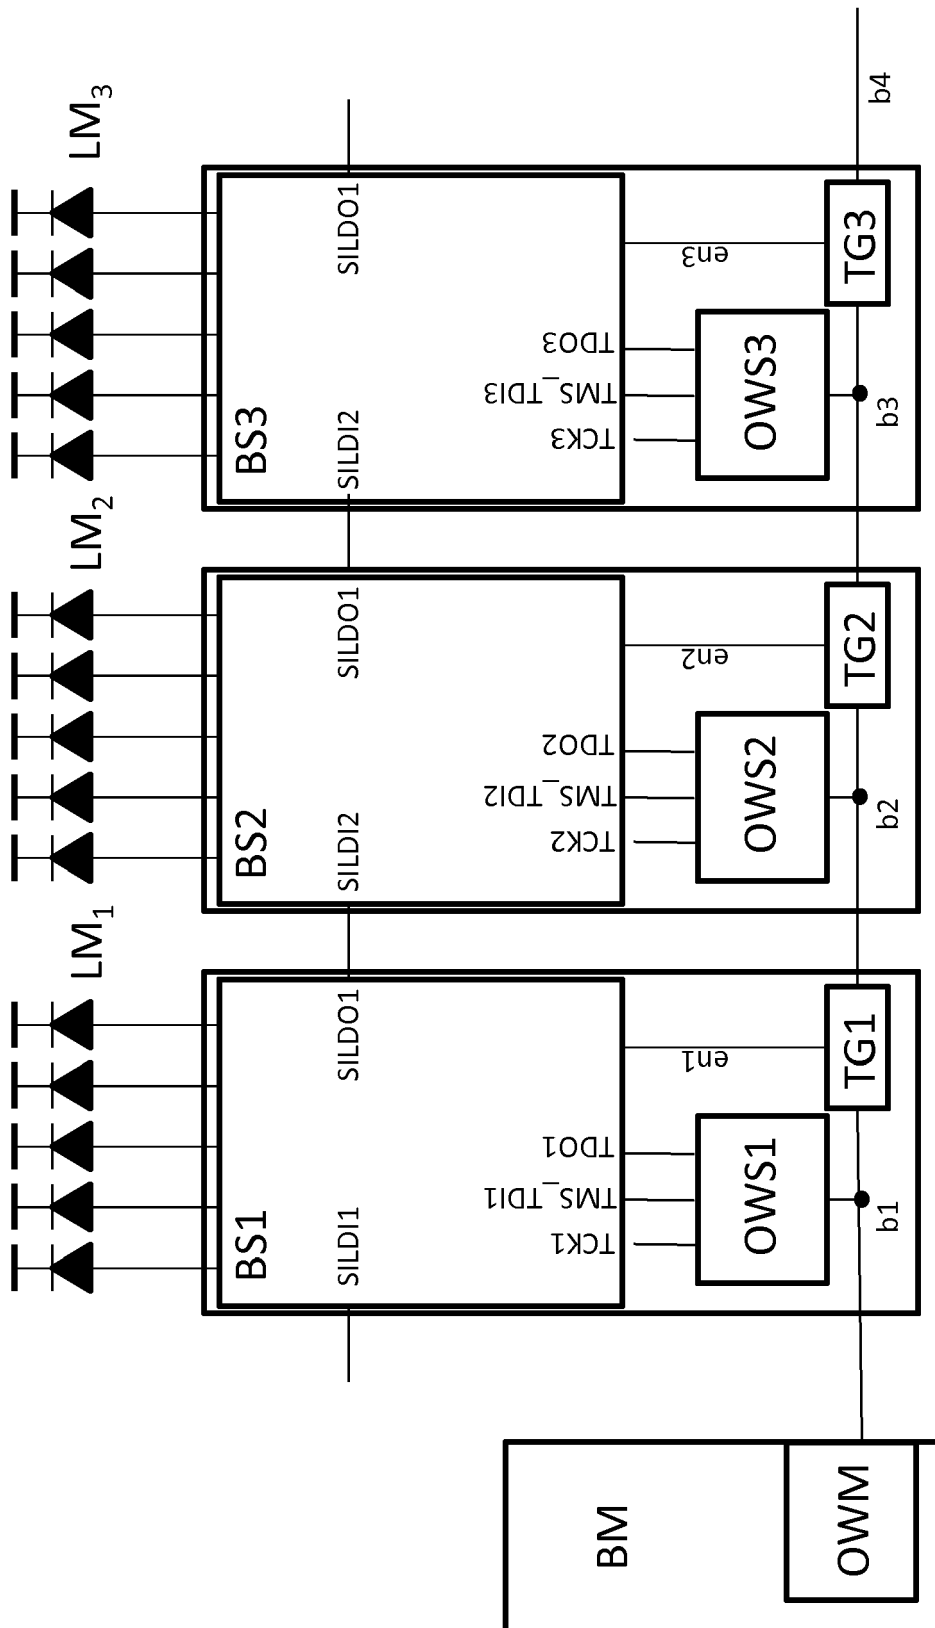 LM1
LM2
LM3
BS1
SILDI1
SILDO1
TCK1
TMS_TDI1
TDO1
en1
OWS1
TG1
b1
BS2
SILDI2
SILDO1
TCK2
TMS_TDI2
TDO2
en2
OWS2
TG2
b2
BS3
SILDI2
SILDO1
TCK3
TMS_TDI3
TDO3
en3
OWS3
TG3
b3
b4
BM
OWM